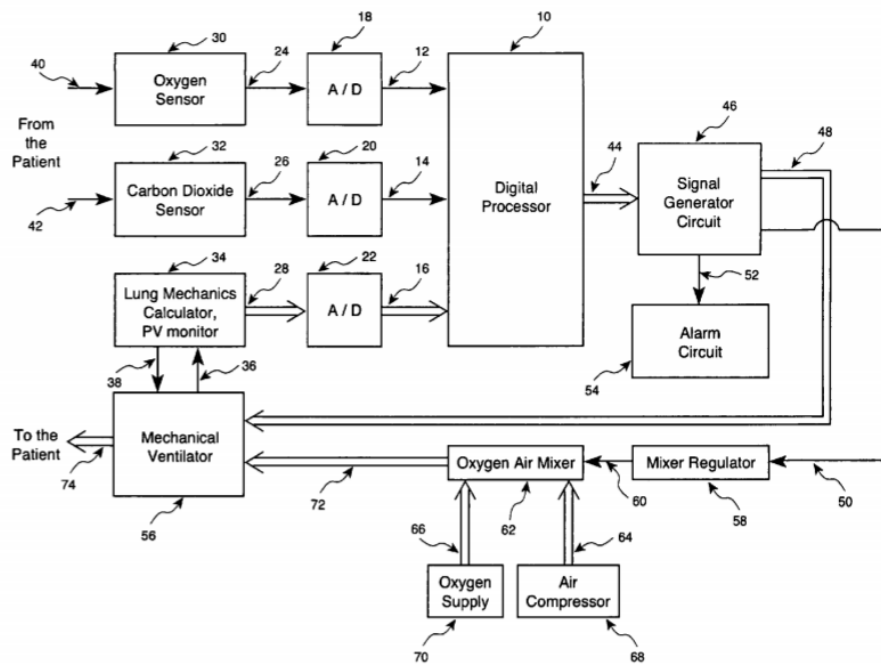 30
18
10
40
24
12
Oxygen
Sensor
A / D
From
the
Patient
32
20
46
48
26
14
44
Carbon Dioxide
Sensor
A / D
Digital
Processor
Signal
Generator
Circuit
42
34
22
28
16
52
Lung Mechanics
Calculator,
PV monitor
A / D
Alarm
Circuit
54
38
36
To the
Patient
74
Mechanical
Ventilator
Oxygen Air Mixer
Mixer Regulator
72
60
50
56
62
58
66
64
Oxygen
Supply
Air
Compressor
70
68